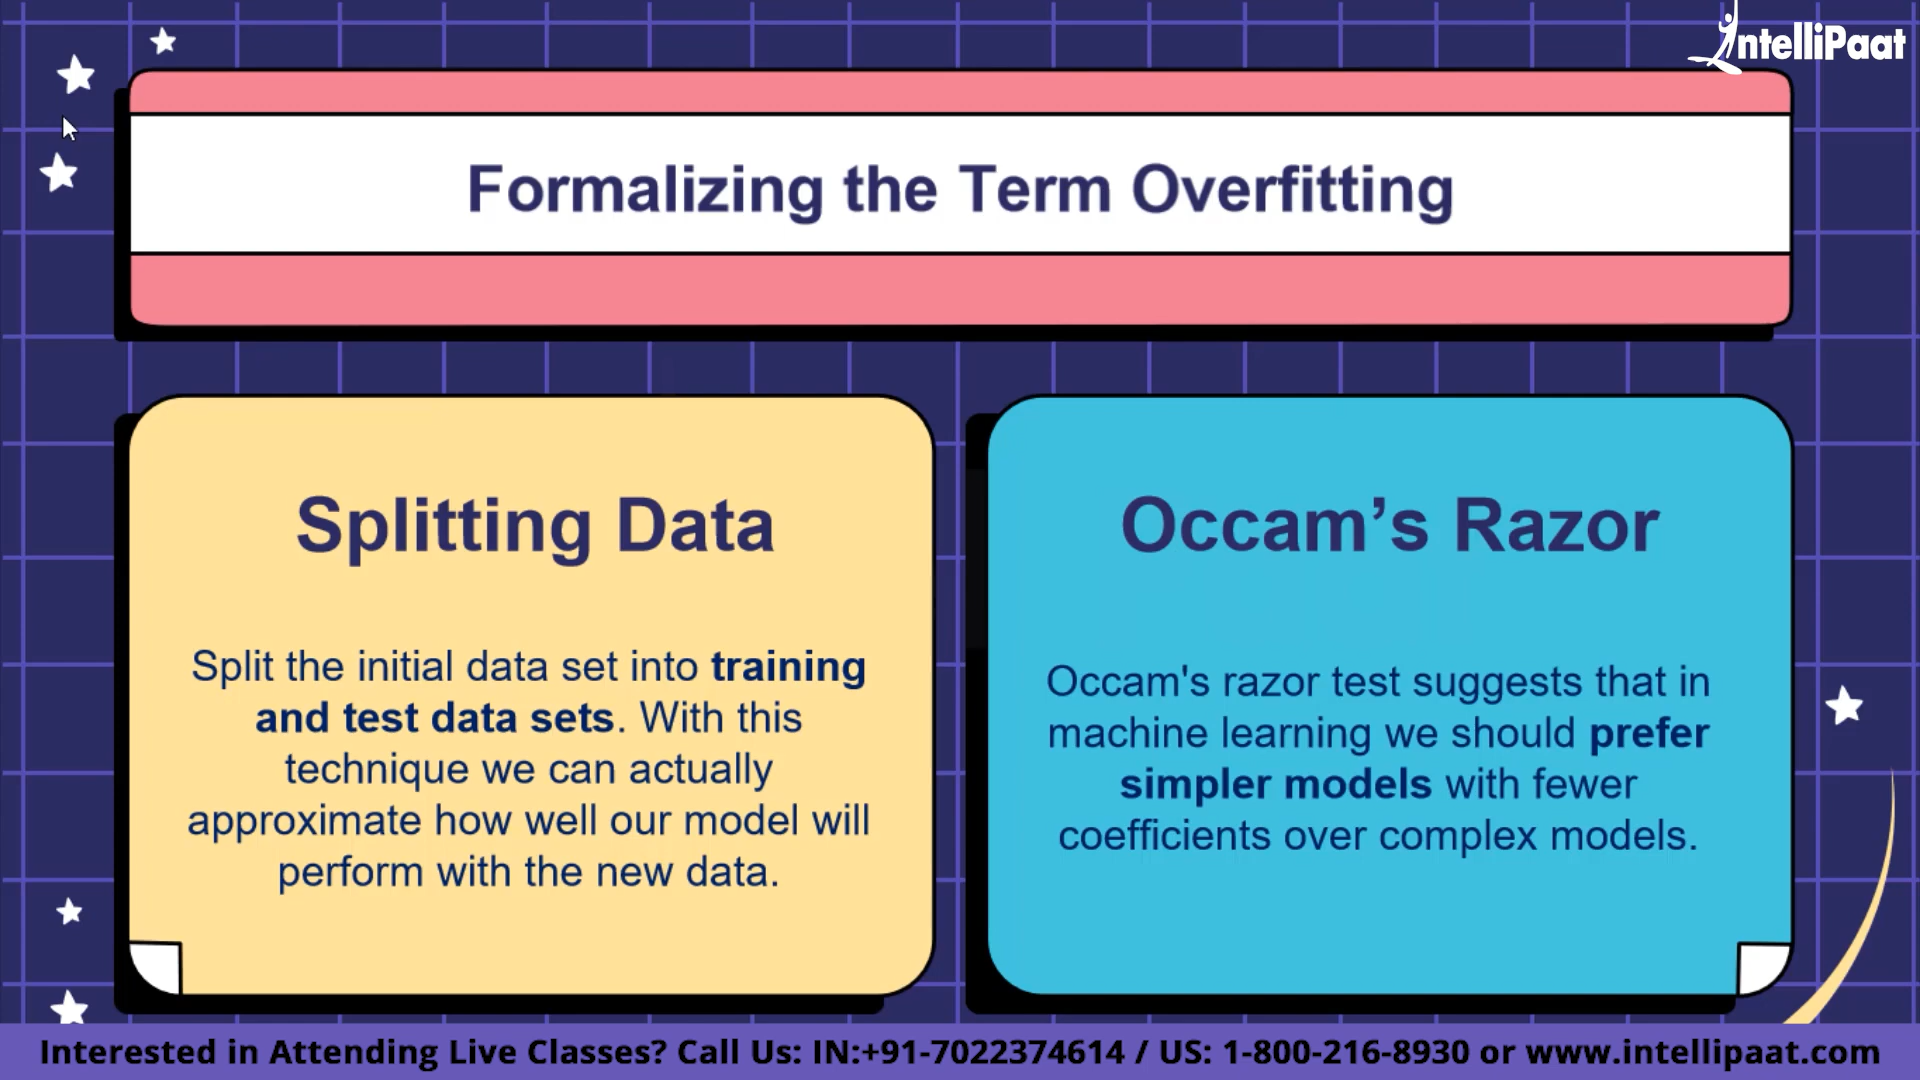 IntelliPaat
Formalizing the Term Overfitting
Splitting Data
Split the initial data set into training
and test data sets. With this
technique we can actually
approximate how well our model will
perform with the new data.
Occam’s Razor
Occam's razor test suggests that in
machine learning we should prefer
simpler models with fewer
coefficients over complex models.
Interested in Attending Live Classes? Call Us: IN:+91-7022374614 / US: 1-800-216-8930 or www.intellipaat.com